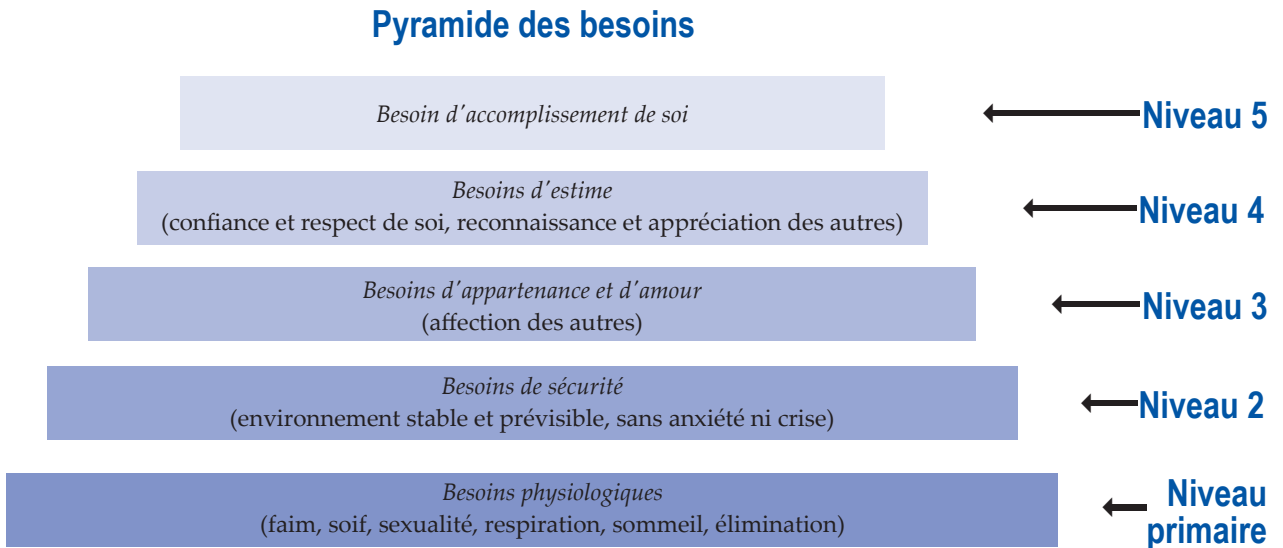 Pyramide des besoins
Besoin d'accomplissement de soi
Niveau 5
Besoins d'estime
(confiance et respect de soi, reconnaissance et appréciation des autres)
Niveau 4
Besoins d'appartenance et d'amour
(affection des autres)
Niveau 3
Besoins de sécurité
(environnement stable et prévisible, sans anxiété ni crise)
Niveau 2
Besoins physiologiques
(faim, soif, sexualité, respiration, sommeil, élimination)
Niveau
primaire